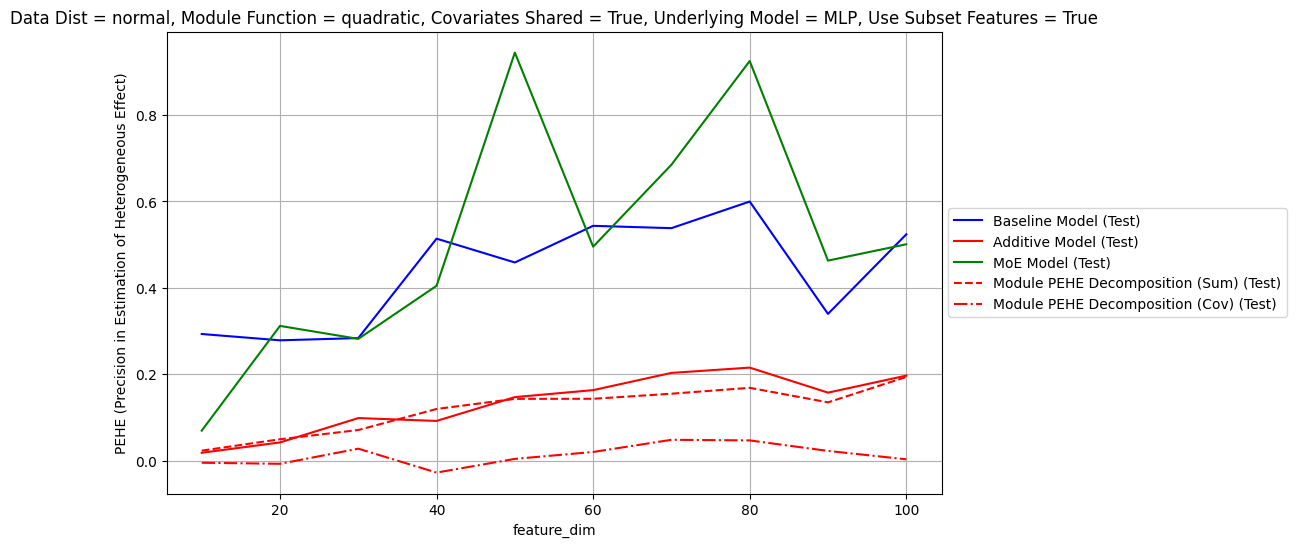 Data Dist = normal, Module Function = quadratic, Covariates Shared = True, Underlying Model = MLP, Use Subset Features = True
PEHE (Precision in Estimation of Heterogeneous Effect)
0.8
0.6
0.4
0.2
0.0
20
40
60
80
100
feature_dim
Baseline Model (Test)
Additive Model (Test)
MoE Model (Test)
Module PEHE Decomposition (Sum) (Test)
Module PEHE Decomposition (Cov) (Test)